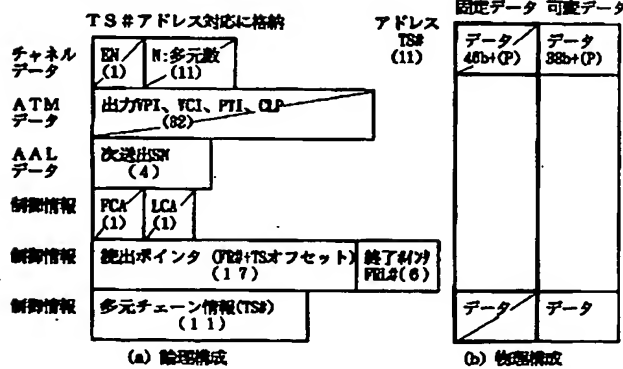 固定データ 可変データ
TS#アドレス対応に格納
アドレス
TS#
(11)
チャネル
データ
EN
(1)
N:多元数
(11)
データ
46b+(P)
データ
38b+(P)
ATM
データ
出力VPI、VCI、PTI、CLP
(32)
AAL
データ
次送出SN
(4)
制御情報
FCA
(1)
LCA
(1)
制御情報
読出ポインタ (FR#+TSオフセット)
(17)
終了ポインタ
FRL#(6)
制御情報
多元チェーン情報(TS#)
(11)
データ
データ
(a) 論理構成
(b) 物理構成